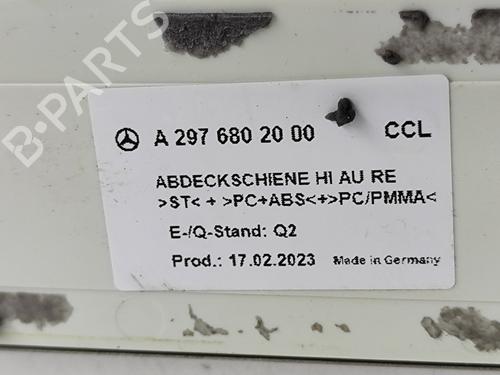 B-PARTS
A 297 680 20 00 CCL
ABDECKSCHIENE HI AU RE
>ST< + >PC+ABS<+>PC/PMMA<
E-/Q-Stand: Q2
Prod.: 17.02.2023 Made in Germany